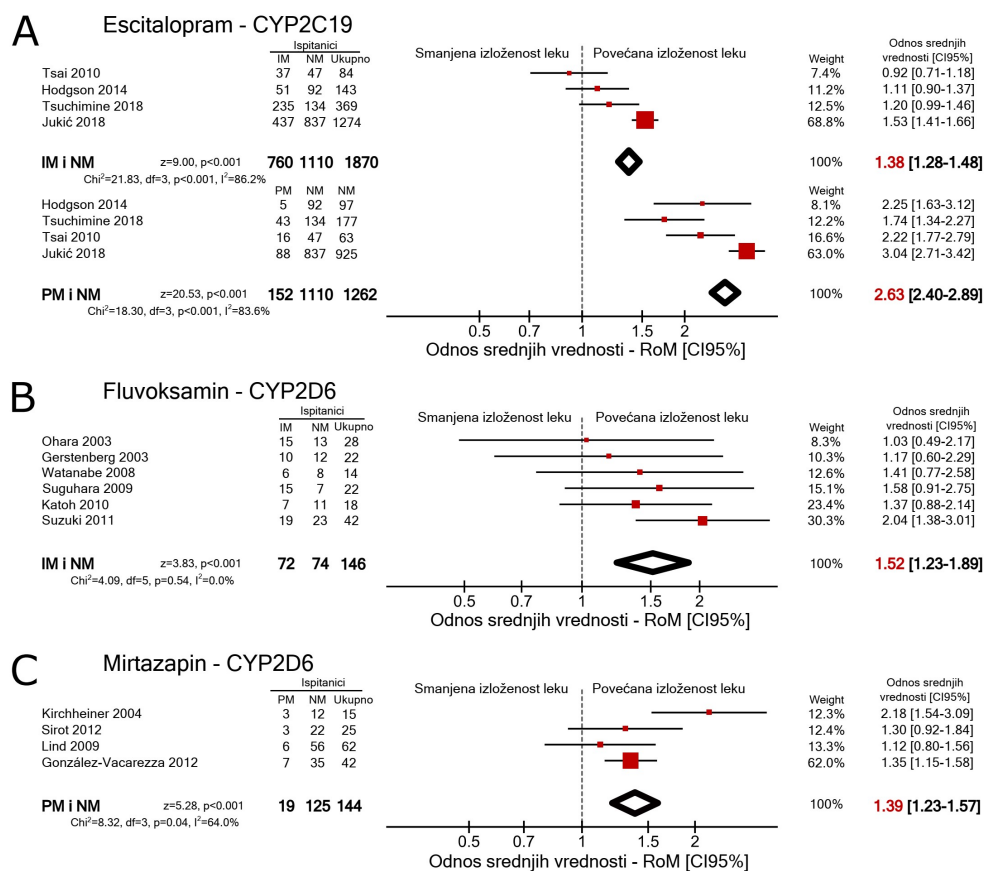 A
Escitalopram - CYP2C19
Ispitanici
IM NM Ukupno
Smanjena izloženost leku Povećana izloženost leku
Weight
Odnos srednjih
vrednosti [CI95%]
Tsai 2010 37 47 84 7.4% 0.92 [0.71-1.18]
Hodgson 2014 51 92 143 11.2% 1.11 [0.90-1.37]
Tsuchimine 2018 235 134 369 12.5% 1.20 [0.99-1.46]
Jukić 2018 437 837 1274 68.8% 1.53 [1.41-1.66]
IM i NM z=9.00, p<0.001 760 1110 1870 100% 1.38 [1.28-1.48]
Chi²=21.83, df=3, p<0.001, I²=86.2%
PM NM NM Weight
Hodgson 2014 5 92 97 8.1% 2.25 [1.63-3.12]
Tsuchimine 2018 43 134 177 12.2% 1.74 [1.34-2.27]
Tsai 2010 16 47 63 16.6% 2.22 [1.77-2.79]
Jukić 2018 88 837 925 63.0% 3.04 [2.71-3.42]
PM i NM z=20.53, p<0.001 152 1110 1262 100% 2.63 [2.40-2.89]
Chi²=18.30, df=3, p<0.001, I²=83.6%
0.5 0.7 1 1.5 2
Odnos srednjih vrednosti - RoM [CI95%]
B
Fluvoksamin - CYP2D6
Ispitanici
IM NM Ukupno
Smanjena izloženost leku Povećana izloženost leku
Weight
Odnos srednjih
vrednosti [CI95%]
Ohara 2003 15 13 28 8.3% 1.03 [0.49-2.17]
Gerstenberg 2003 10 12 22 10.3% 1.17 [0.60-2.29]
Watanabe 2008 6 8 14 12.6% 1.41 [0.77-2.58]
Suguhara 2009 15 7 22 15.1% 1.58 [0.91-2.75]
Katoh 2010 7 11 18 23.4% 1.37 [0.88-2.14]
Suzuki 2011 19 23 42 30.3% 2.04 [1.38-3.01]
IM i NM z=3.83, p<0.001 72 74 146 100% 1.52 [1.23-1.89]
Chi²=4.09, df=5, p=0.54, I²=0.0%
0.5 0.7 1 1.5 2
Odnos srednjih vrednosti - RoM [CI95%]
C
Mirtazapin - CYP2D6
Ispitanici
PM NM Ukupno
Smanjena izloženost leku Povećana izloženost leku
Weight
Odnos srednjih
vrednosti [CI95%]
Kirchheiner 2004 3 12 15 12.3% 2.18 [1.54-3.09]
Sirot 2012 3 22 25 12.4% 1.30 [0.92-1.84]
Lind 2009 6 56 62 13.3% 1.12 [0.80-1.56]
González-Vacarezza 2012 7 35 42 62.0% 1.35 [1.15-1.58]
PM i NM z=5.28, p<0.001 19 125 144 100% 1.39 [1.23-1.57]
Chi²=8.32, df=3, p=0.04, I²=64.0%
0.5 0.7 1 1.5 2
Odnos srednjih vrednosti - RoM [CI95%]